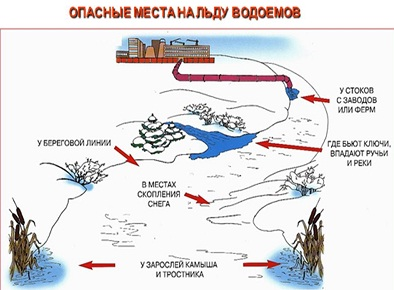 ОПАСНЫЕ МЕСТА НА ЛЬДУ ВОДОЕМОВ
У СТОКОВ
С ЗАВОДОВ
ИЛИ ФЕРМ
У БЕРЕГОВОЙ ЛИНИИ
ГДЕ БЬЮТ КЛЮЧИ,
ВПАДАЮТ РУЧЬИ
И РЕКИ
В МЕСТАХ
СКОПЛЕНИЯ
СНЕГА
У ЗАРОСЛЕЙ КАМЫША
И ТРОСТНИКА